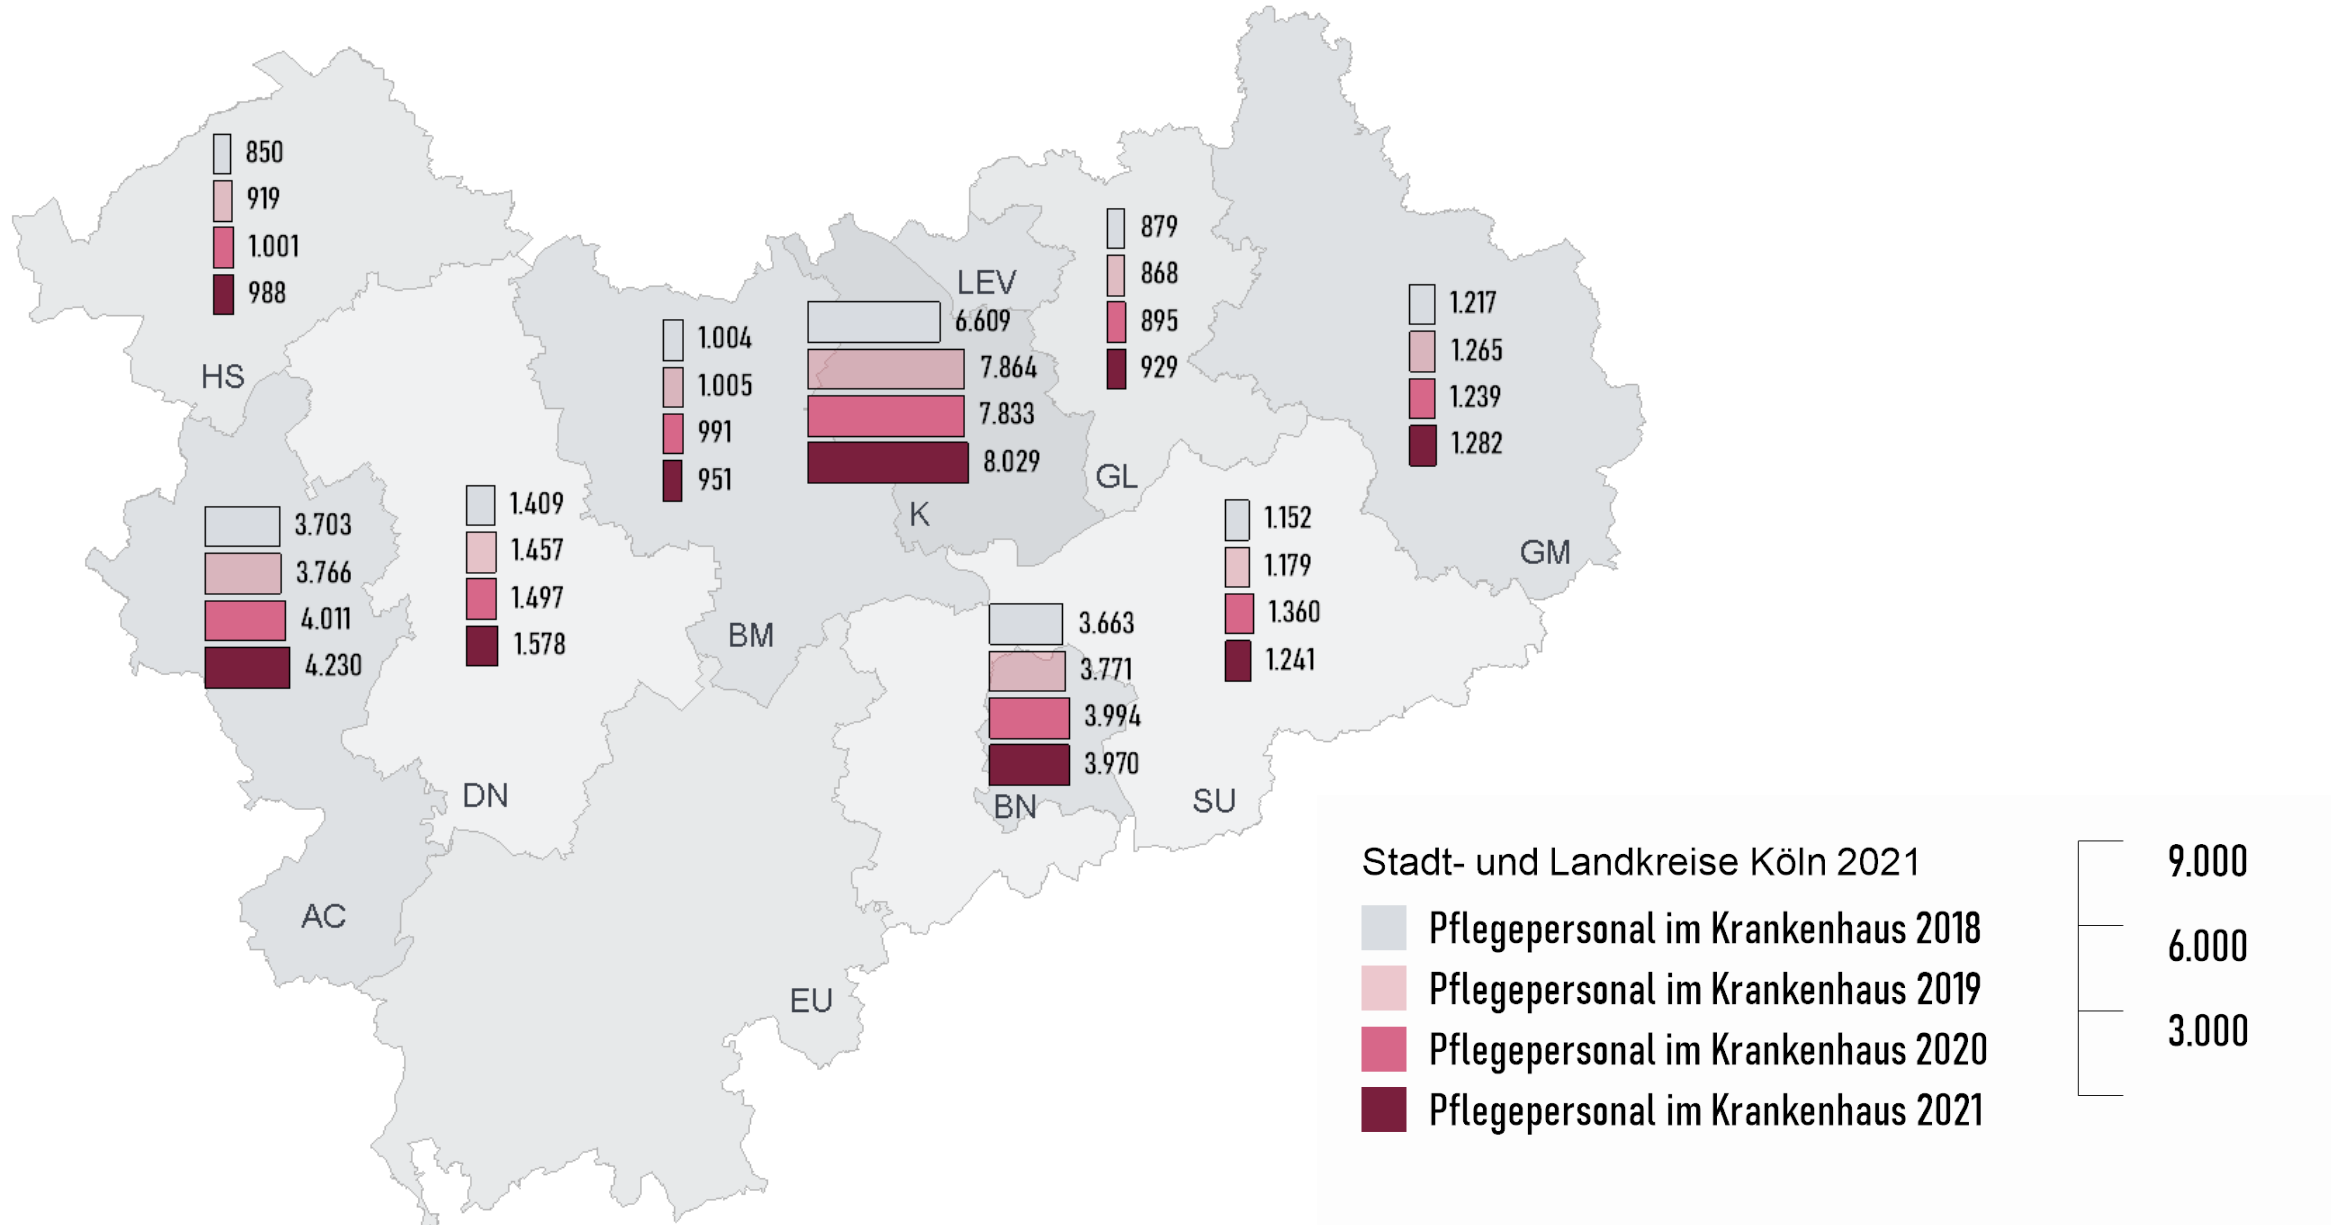 850
919
1.001
988
HS
1.004
1.005
991
951
BM
6.609
7.864
7.833
8.029
K
LEV
879
868
895
929
GL
1.217
1.265
1.239
1.282
GM
3.703
3.766
4.011
4.230
AC
1.409
1.457
1.497
1.578
DN
3.663
3.771
3.994
3.970
BN
1.152
1.179
1.360
1.241
SU
EU
Stadt- und Landkreise Köln 2021
Pflegepersonal im Krankenhaus 2018
Pflegepersonal im Krankenhaus 2019
Pflegepersonal im Krankenhaus 2020
Pflegepersonal im Krankenhaus 2021
9.000
6.000
3.000